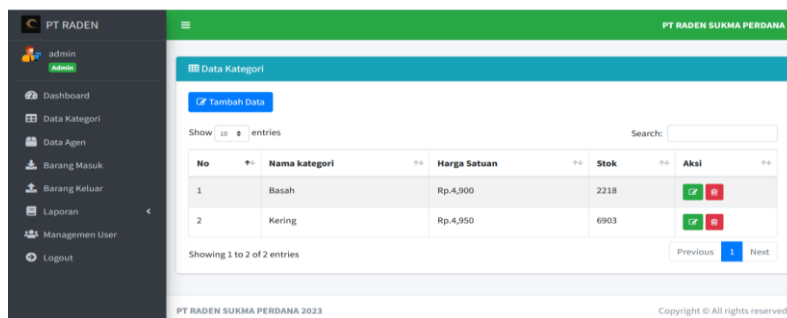 PT RADEN
PT RADEN SUKMA PERDANA
admin
Admin
Dashboard
Data Kategori
Data Agen
Barang Masuk
Barang Keluar
Laporan
Managemen User
Logout
Data Kategori
Tambah Data
Show 10 entries
Search:
No Nama kategori Harga Satuan Stok Aksi
1 Basah Rp.4,900 2218
2 Kering Rp.4,950 6903
Showing 1 to 2 of 2 entries
Previous 1 Next
PT RADEN SUKMA PERDANA 2023
Copyright © All rights reserved